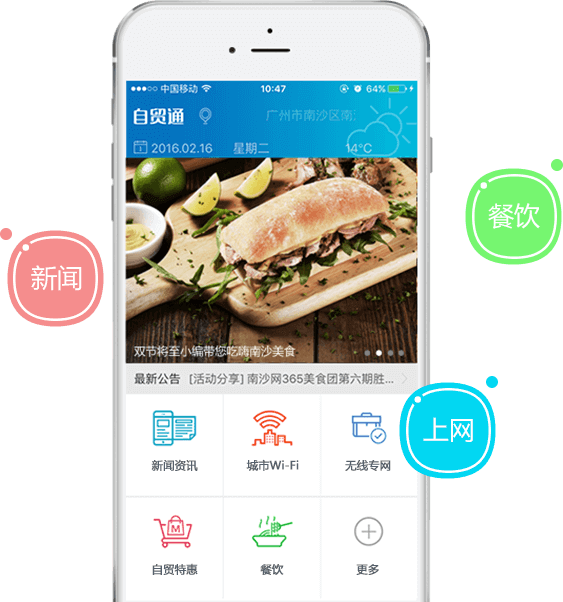 中国移动
10:47
64%
自贸通
广州市南沙区南
2016.02.16
星期二
14°C
餐饮
新闻
双节将至小编带您吃嗨南沙美食
最新公告 [活动分享] 南沙网365美食团第六期胜...
上网
新闻资讯
城市Wi-Fi
无线专网
M
自贸特惠
餐饮
更多